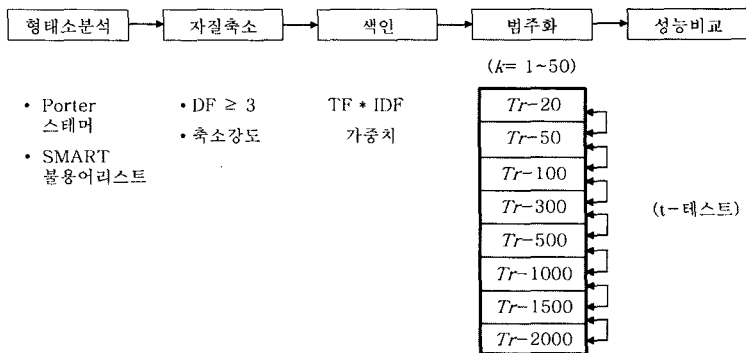 형태소분석 자질축소 색인 범주화 성능비교
(k= 1~50)
• Porter 스테머
• SMART 불용어리스트
• DF ≥ 3
• 축소강도
TF * IDF
가중치
Tr-20
Tr-50
Tr-100
Tr-300
Tr-500
Tr-1000
Tr-1500
Tr-2000
(t-테스트)